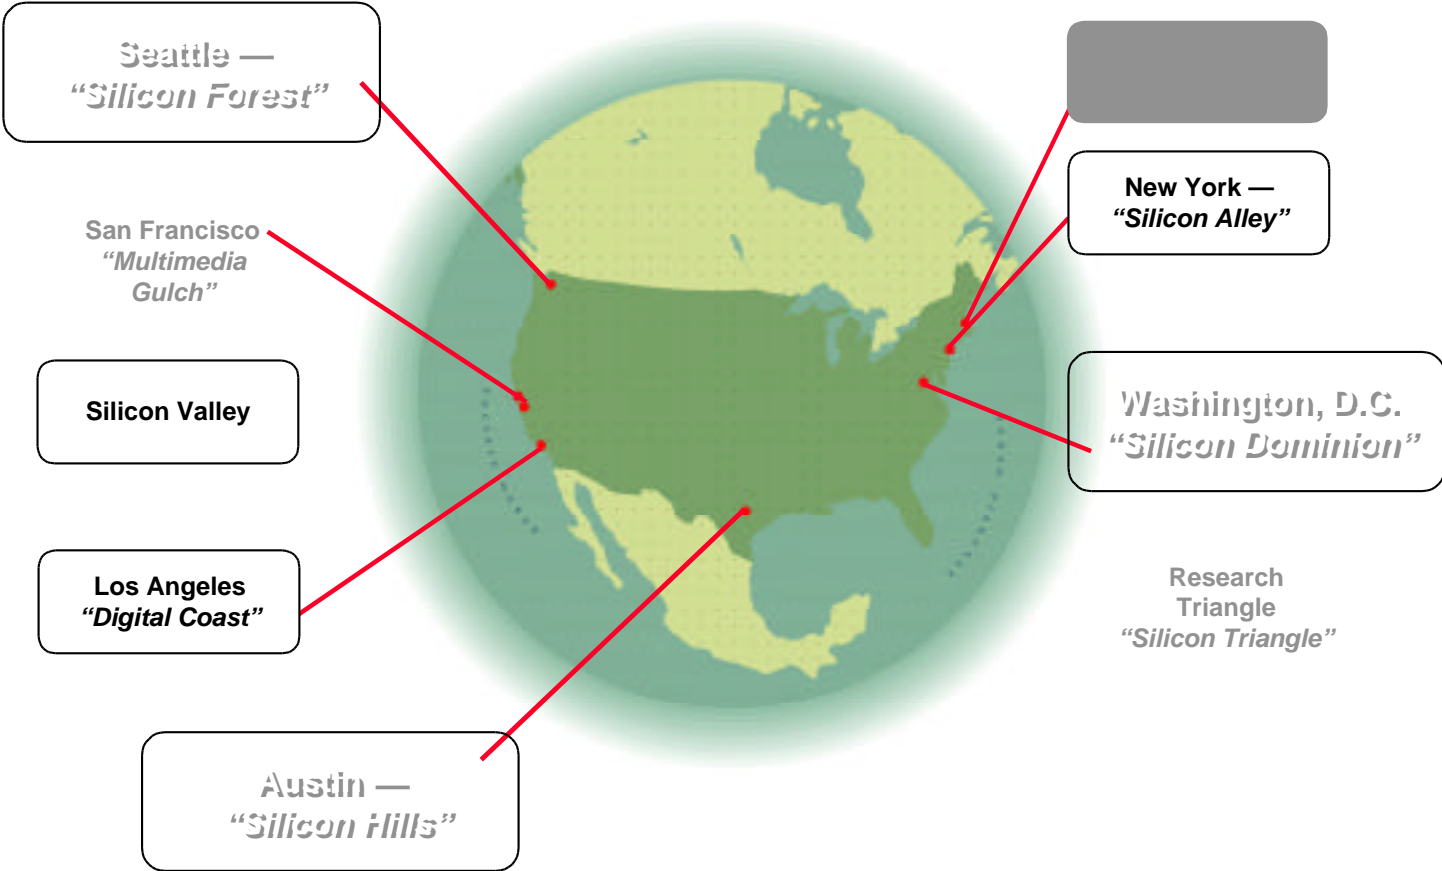 Seattle —
“Silicon Forest”
New York —
“Silicon Alley”
San Francisco
“Multimedia
Gulch”
Silicon Valley
Washington, D.C.
“Silicon Dominion”
Los Angeles
“Digital Coast”
Research
Triangle
“Silicon Triangle”
Austin —
“Silicon Hills”